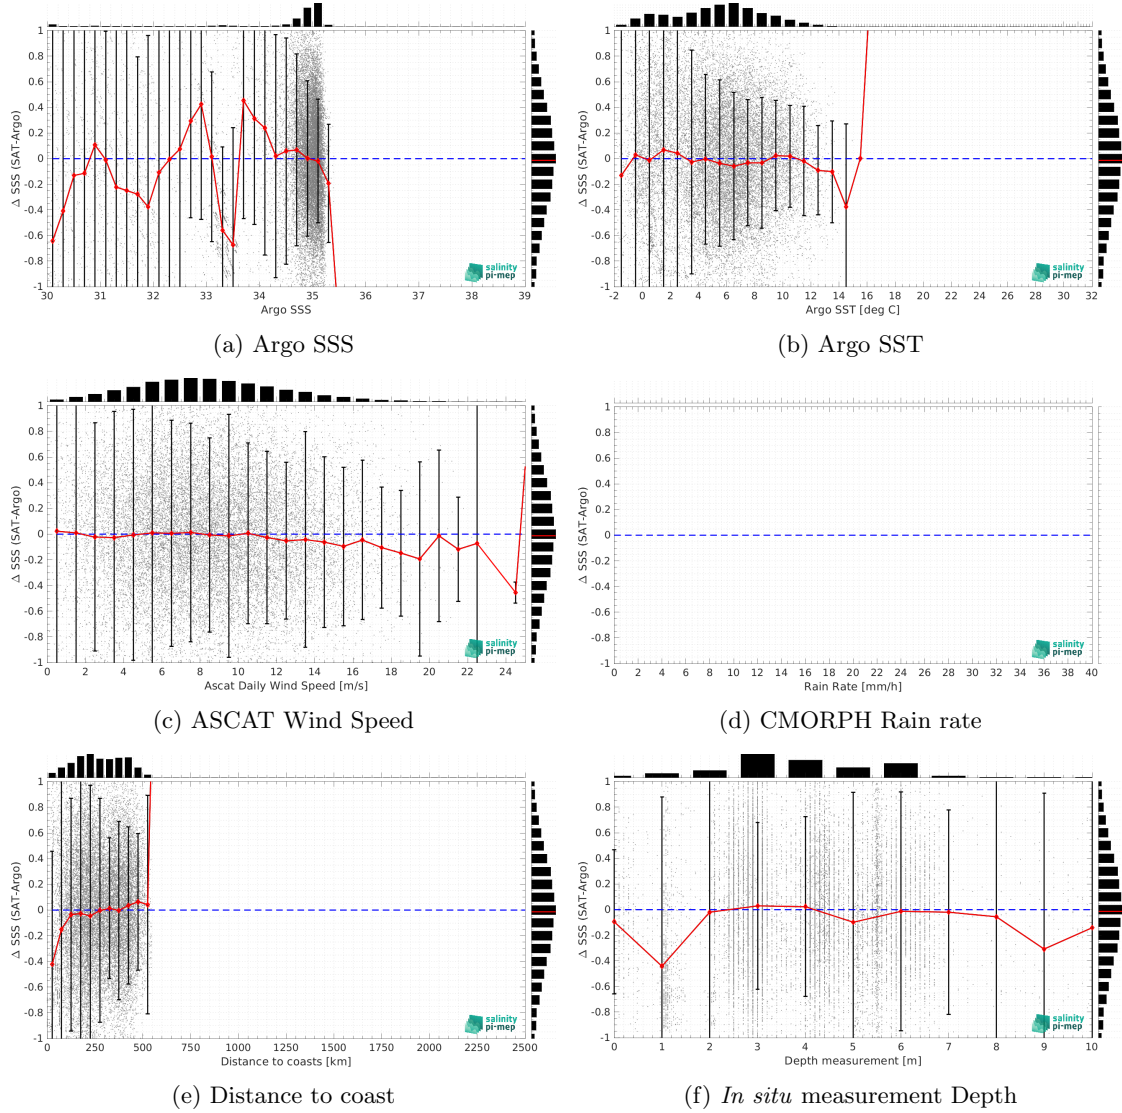 1
0.8
0.6
0.4
0.2
0
-0.2
-0.4
-0.6
-0.8
-1
Δ SSS (SAT-Argo)
30 31 32 33 34 35 36 37 38 39
Argo SSS
salinity
pi-mep
(a) Argo SSS
1
0.8
0.6
0.4
0.2
0
-0.2
-0.4
-0.6
-0.8
-1
Δ SSS (SAT-Argo)
-2 0 2 4 6 8 10 12 14 16 18 20 22 24 26 28 30 32
Argo SST [deg C]
salinity
pi-mep
(b) Argo SST
1
0.8
0.6
0.4
0.2
0
-0.2
-0.4
-0.6
-0.8
-1
Δ SSS (SAT-Argo)
0 2 4 6 8 10 12 14 16 18 20 22 24
Ascat Daily Wind Speed [m/s]
salinity
pi-mep
(c) ASCAT Wind Speed
1
0.8
0.6
0.4
0.2
0
-0.2
-0.4
-0.6
-0.8
-1
Δ SSS (SAT-Argo)
0 2 4 6 8 10 12 14 16 18 20 22 24 26 28 30 32 34 36 38 40
Rain Rate [mm/h]
salinity
pi-mep
(d) CMORPH Rain rate
1
0.8
0.6
0.4
0.2
0
-0.2
-0.4
-0.6
-0.8
-1
Δ SSS (SAT-Argo)
0 250 500 750 1000 1250 1500 1750 2000 2250 2500
Distance to coasts [km]
salinity
pi-mep
(e) Distance to coast
1
0.8
0.6
0.4
0.2
0
-0.2
-0.4
-0.6
-0.8
-1
Δ SSS (SAT-Argo)
0 1 2 3 4 5 6 7 8 9 10
Depth measurement [m]
salinity
pi-mep
(f) In situ measurement Depth